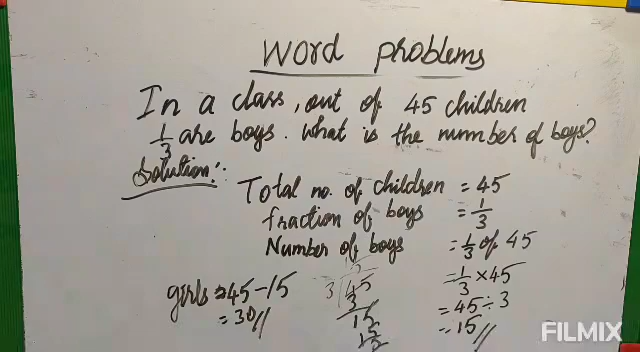 Word problems
In a class, out of 45 children
1/3 are boys. What is the number of boys?
Solution:
Total no. of children = 45
fraction of boys = 1/3
Number of boys = 1/3 of 45
= 1/3 × 45
= 45 ÷ 3
= 15 //
15
3 45
3
15
15
girls = 45 - 15
= 30 //
FILMIX